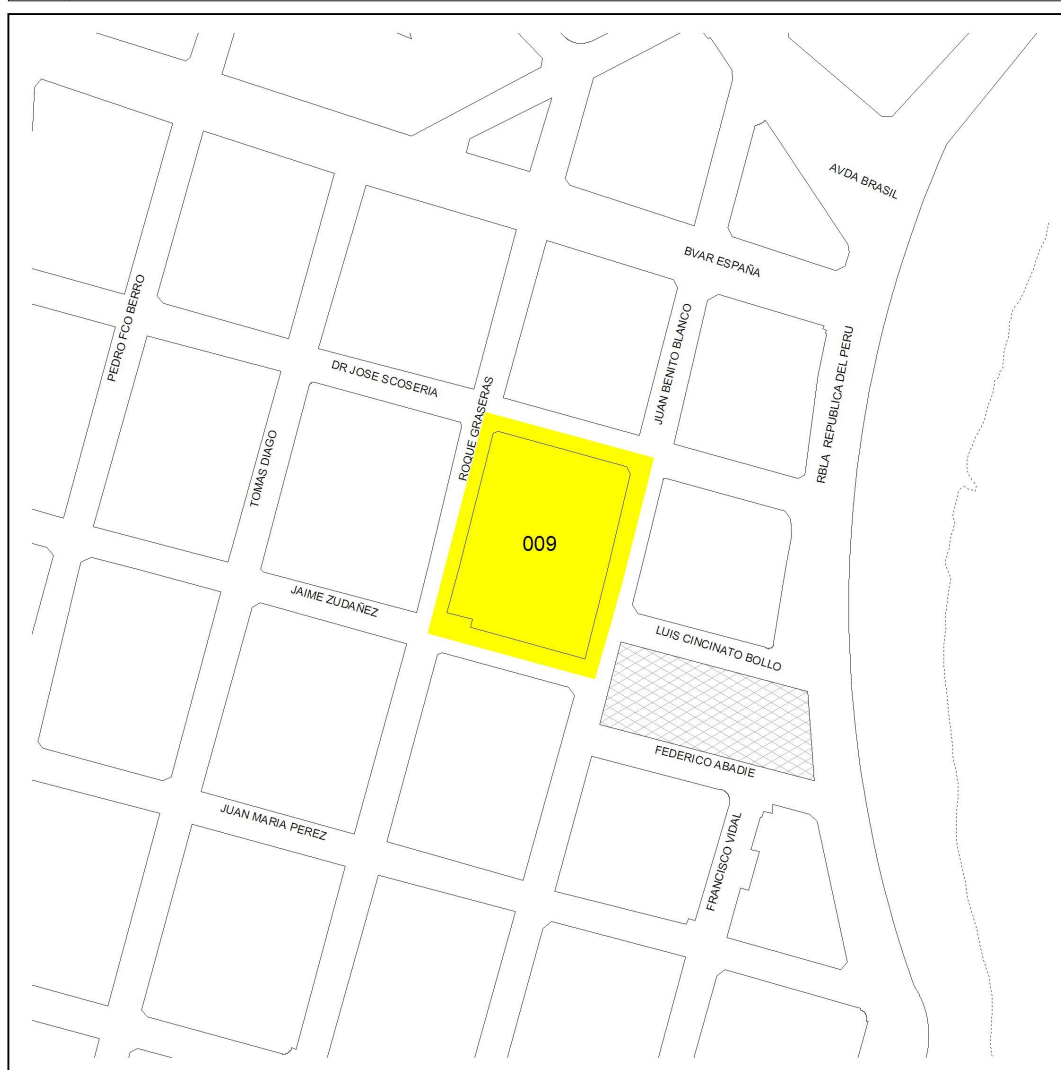 AVDA BRASIL
BVAR ESPAÑA
PEDRO FCO BERRO
JUAN BENITO BLANCO
RBLA REPUBLICA DEL PERU
DR JOSE SCOSERIA
ROQUE GRASERAS
TOMAS DIAGO
009
JAIME ZUDAÑEZ
LUIS CINCINATO BOLLO
FEDERICO ABADIE
JUAN MARIA PEREZ
FRANCISCO VIDAL